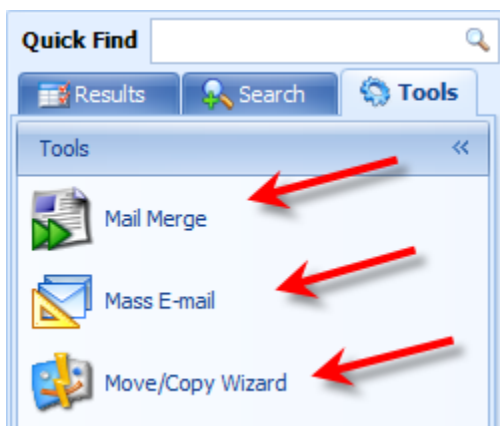 Quick Find
Results Search Tools
Tools
Mail Merge
Mass E-mail
Move/Copy Wizard